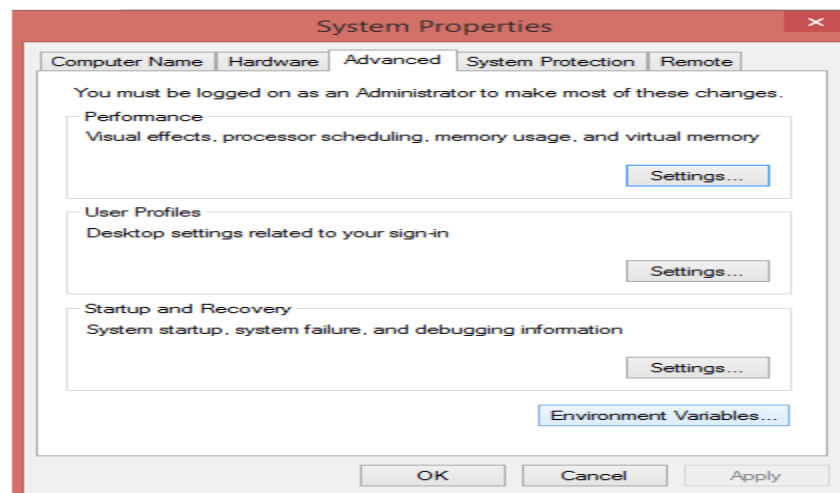 System Properties
Computer Name Hardware Advanced System Protection Remote
You must be logged on as an Administrator to make most of these changes.
Performance
Visual effects, processor scheduling, memory usage, and virtual memory
Settings...
User Profiles
Desktop settings related to your sign-in
Settings...
Startup and Recovery
System startup, system failure, and debugging information
Settings...
Environment Variables...
OK Cancel Apply